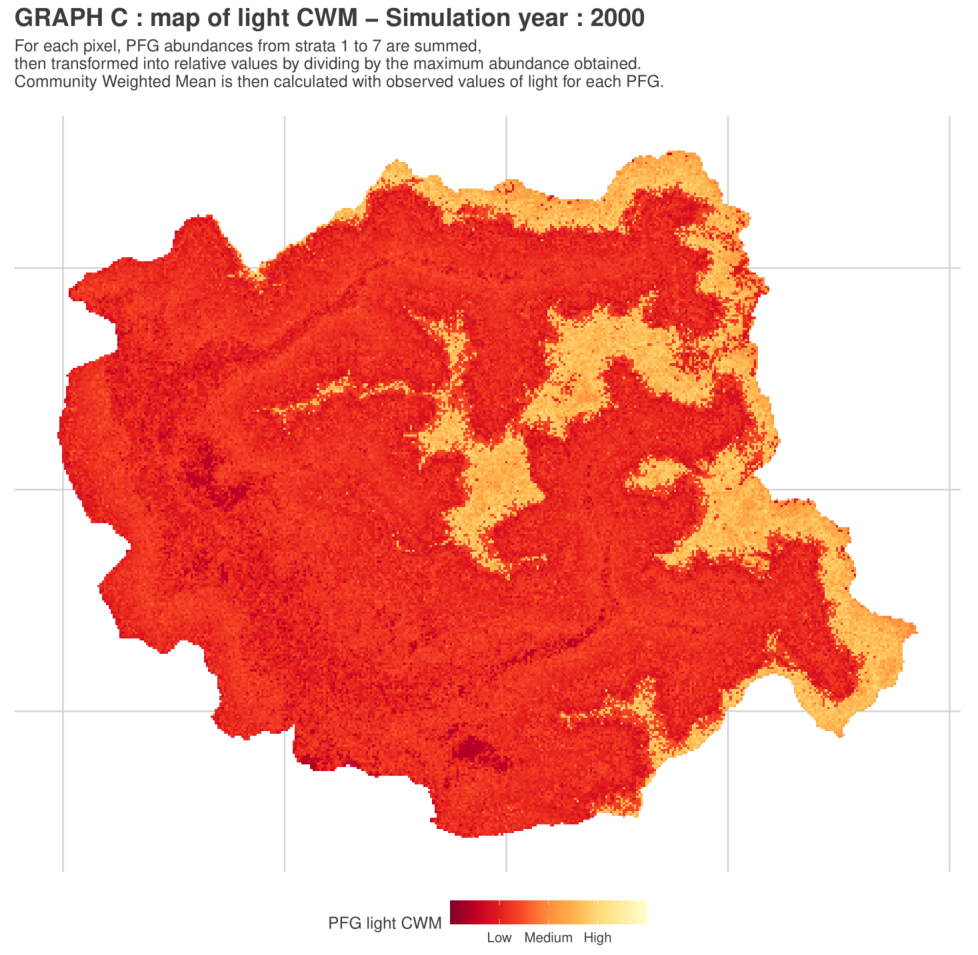 GRAPH C : map of light CWM – Simulation year : 2000
For each pixel, PFG abundances from strata 1 to 7 are summed,
then transformed into relative values by dividing by the maximum abundance obtained.
Community Weighted Mean is then calculated with observed values of light for each PFG.
PFG light CWM
Low Medium High